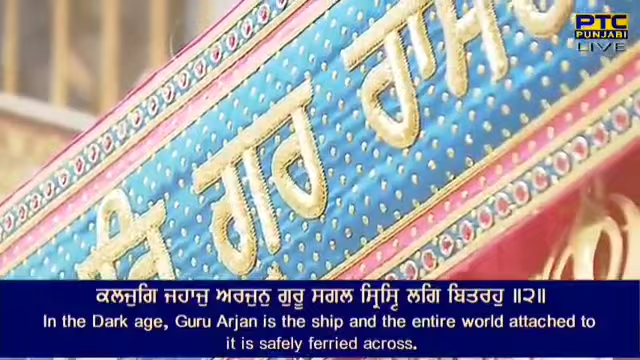 PTC
PUNJABI
LIVE
ਗੁਰੂ ਰਾਮ
ਕਲਜੁਗਿ ਜਹਾਜੁ ਅਰਜੁਨੁ ਗੁਰੂ ਸਗਲ ਸ੍ਰਿਸ੍ਟਿ ਲਗਿ ਬਿਤਰਹੁ ॥੨॥
In the Dark age, Guru Arjan is the ship and the entire world attached to
it is safely ferried across.